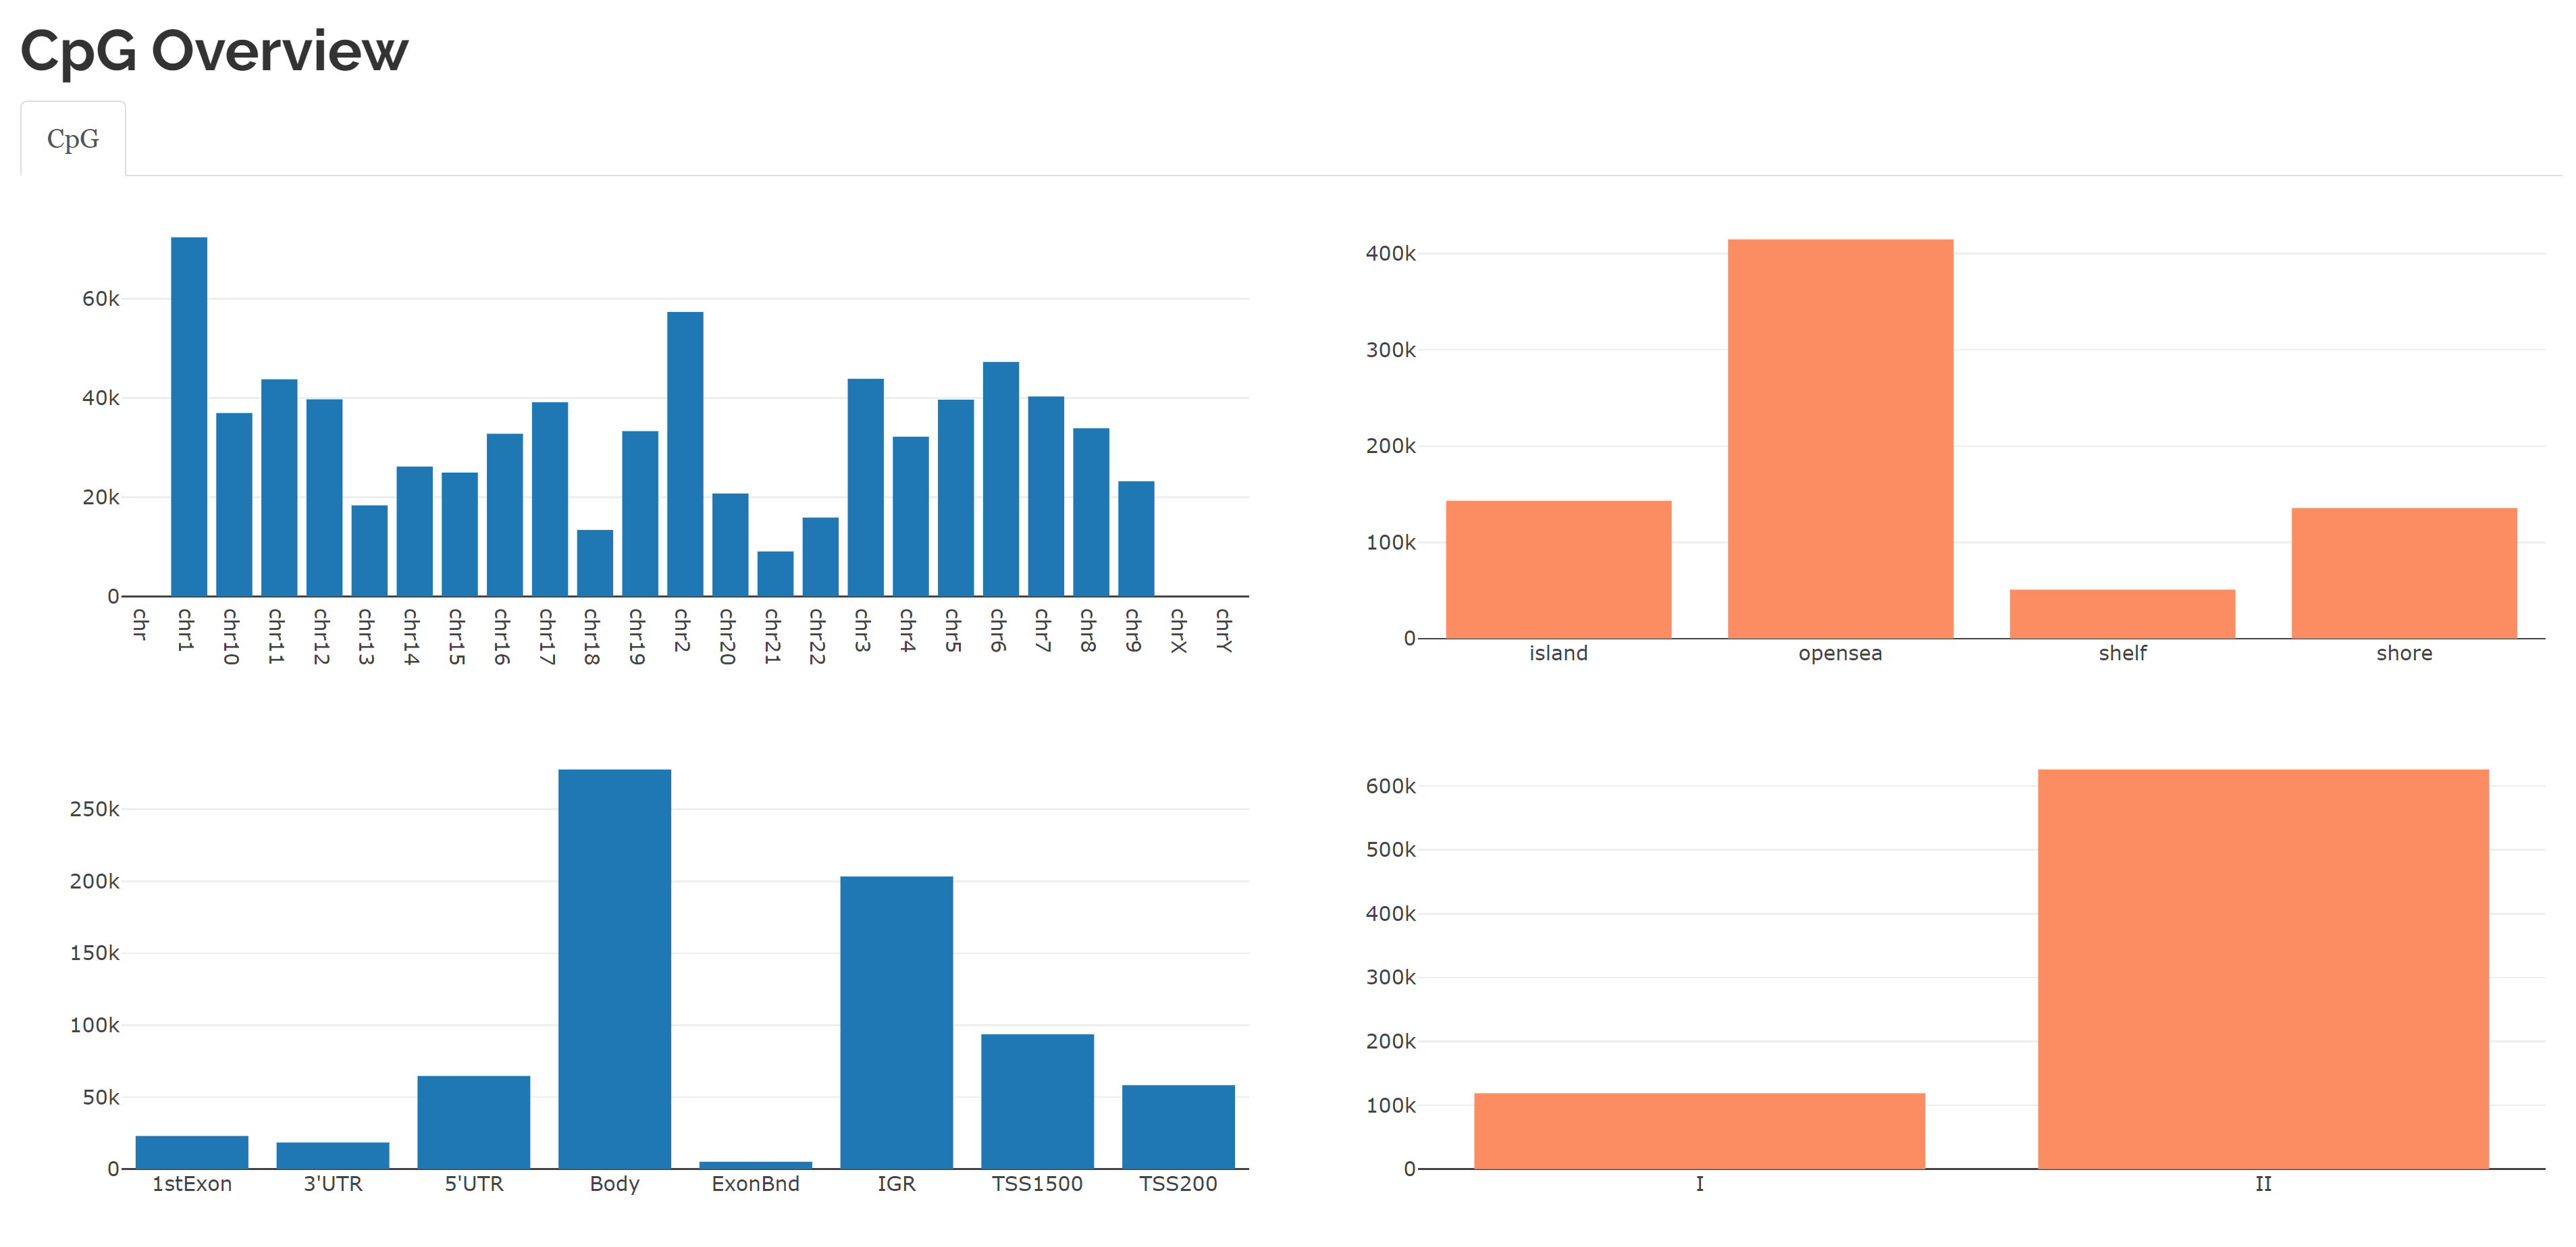 CpG Overview
CpG
60k
40k
20k
0
chr chr1 chr10 chr11 chr12 chr13 chr14 chr15 chr16 chr17 chr18 chr19 chr2 chr20 chr21 chr22 chr3 chr4 chr5 chr6 chr7 chr8 chr9 chrX chrY
400k
300k
200k
100k
0
island opensea shelf shore
250k
200k
150k
100k
50k
0
1stExon 3'UTR 5'UTR Body ExonBnd IGR TSS1500 TSS200
600k
500k
400k
300k
200k
100k
0
I II